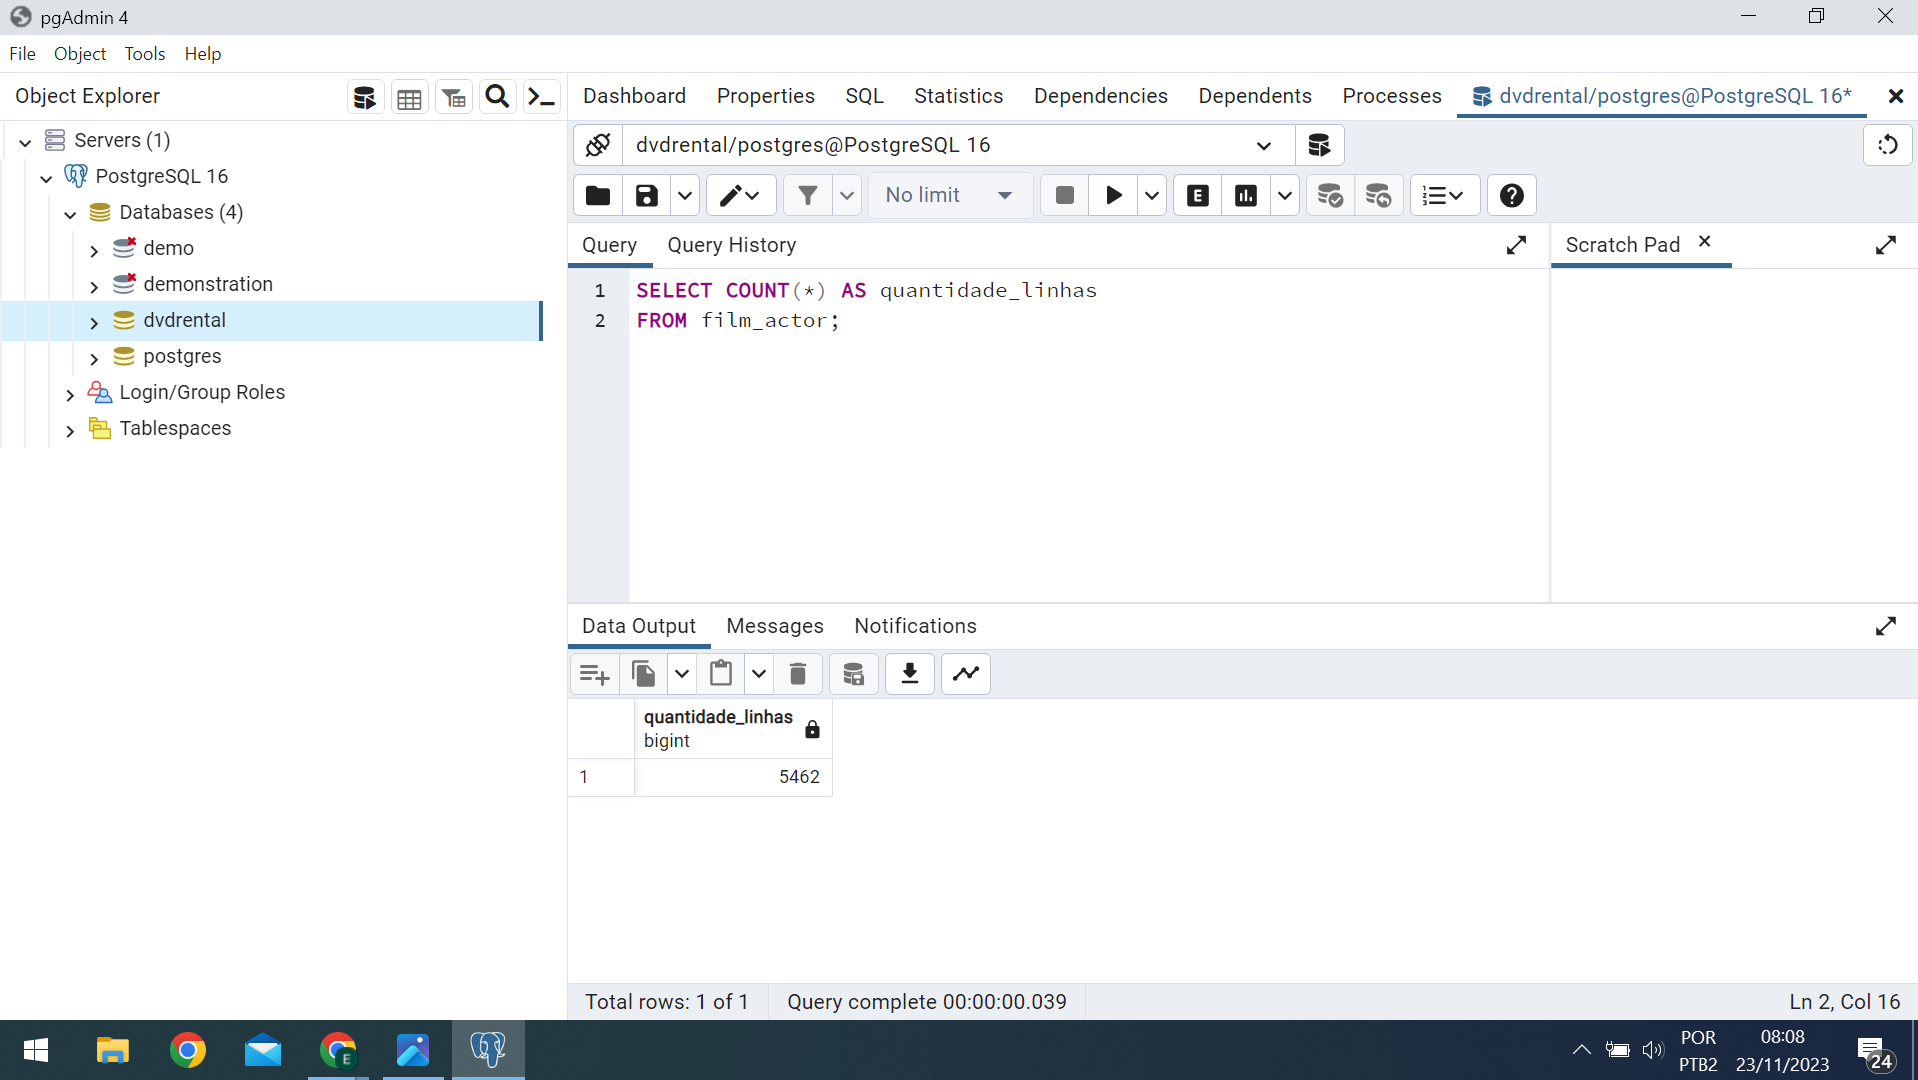 pgAdmin 4
File Object Tools Help
Object Explorer
Dashboard Properties SQL Statistics Dependencies Dependents Processes dvdrental/postgres@PostgreSQL 16*
Servers (1)
PostgreSQL 16
Databases (4)
demo
demonstration
dvdrental
postgres
Login/Group Roles
Tablespaces
dvdrental/postgres@PostgreSQL 16
No limit
E
Query Query History
Scratch Pad
1 SELECT COUNT(*) AS quantidade_linhas
2 FROM film_actor;
Data Output Messages Notifications
quantidade_linhas
bigint
1 5462
Total rows: 1 of 1 Query complete 00:00:00.039 Ln 2, Col 16
E
POR
PTB2
08:08
23/11/2023
24